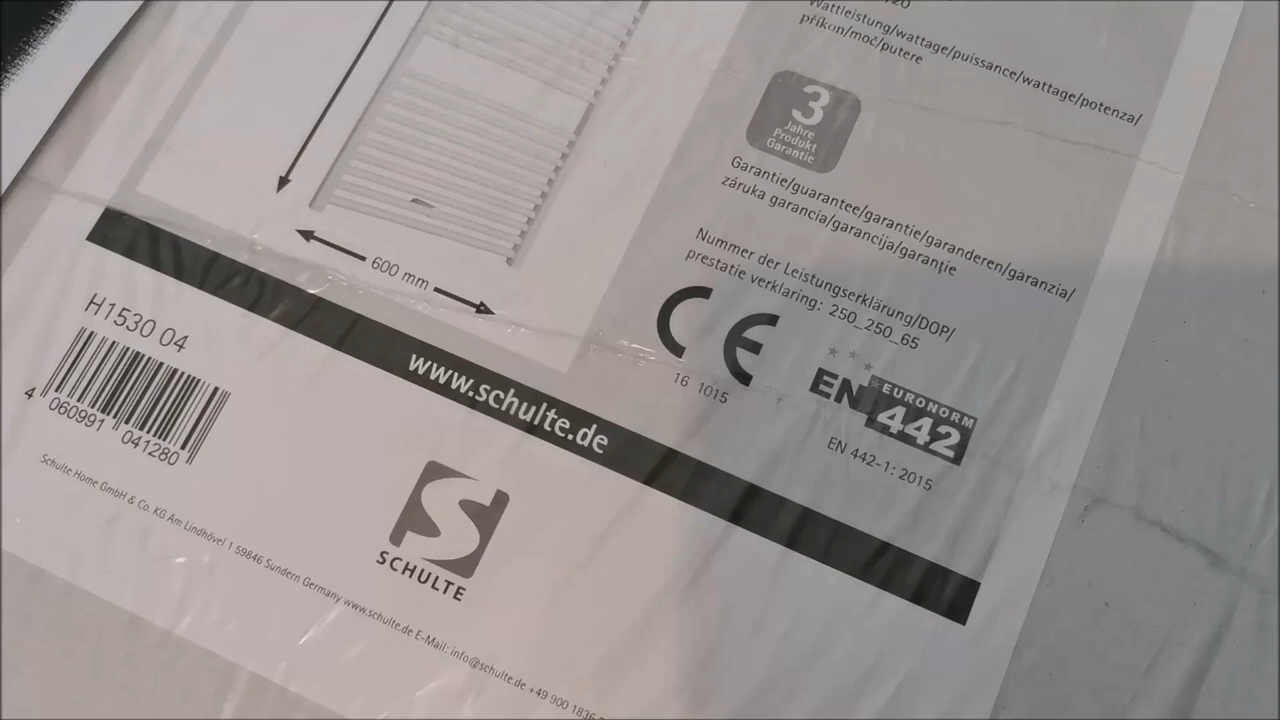 Wattleistung/wattage/puissance/wattage/potenza/
příkon/moč/putere
3
Jahre
Produkt
Garantie
Garantie/guarantee/garantie/garanderen/garanzia/
záruka garancia/garancija/garanţie
Nummer der Leistungserklärung/DOP/
prestatie verklaring: 250_250_65
CE
16 1015
EN 442
EURONORM
EN 442-1: 2015
600 mm
H1530 04
4 060991 041280
www.schulte.de
SCHULTE
Schulte Home GmbH & Co. KG Am Lindhövel 1 59846 Sundern Germany www.schulte.de E-Mail: info@schulte.de +49 900 1836